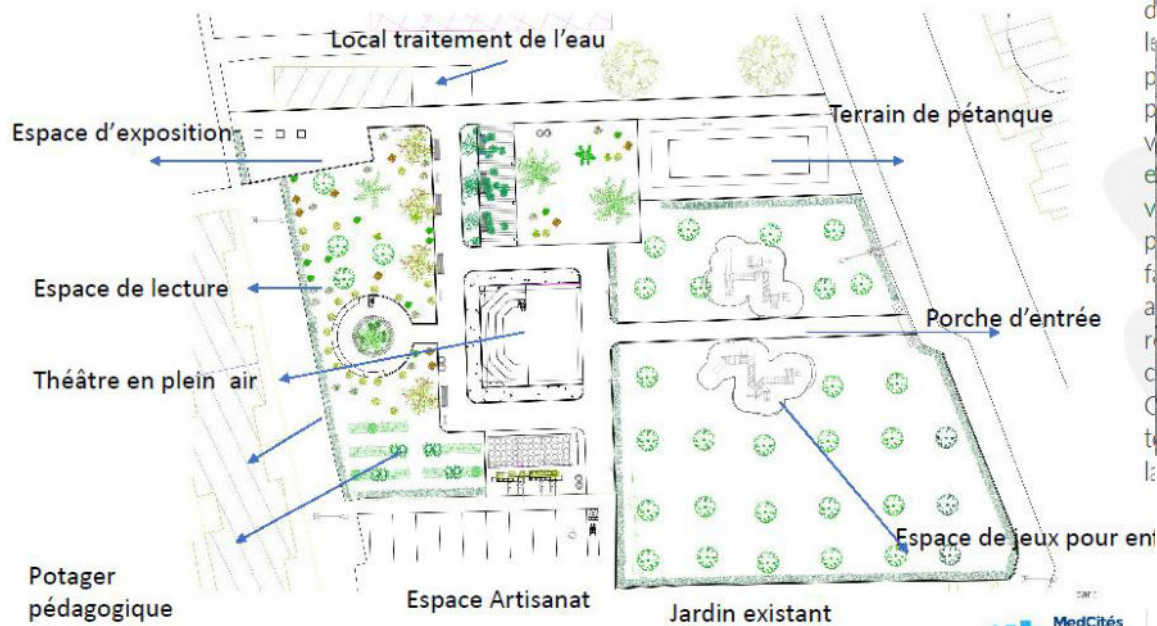 Local traitement de l'eau
Espace d'exposition
Terrain de pétanque
Espace de lecture
Porche d'entrée
Théâtre en plein air
Espace de jeux pour enf
Potager
pédagogique
Espace Artisanat
Jardin existant
MedCités